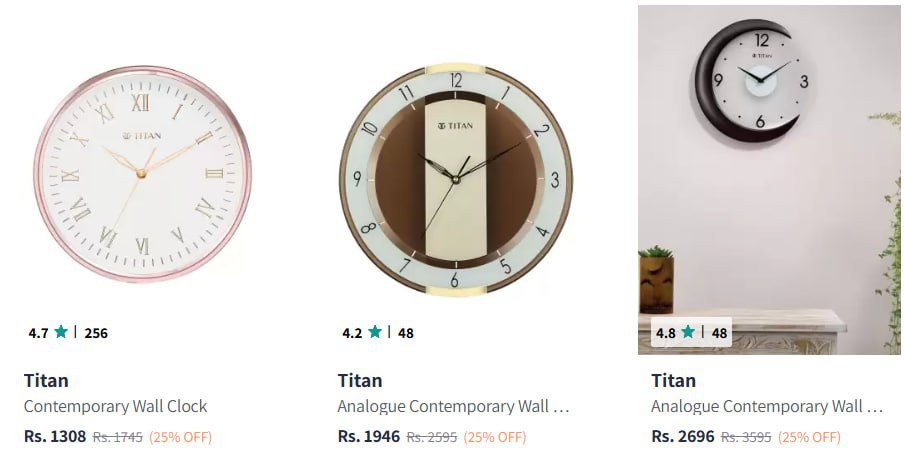 XII
I
II
III
IIII
V
VI
VII
VIII
IX
X
XI
TITAN
4.7 | 256
Titan
Contemporary Wall Clock
Rs. 1308 Rs. 1745 (25% OFF)
12
1
2
3
4
5
6
7
8
9
10
11
TITAN
4.2 | 48
Titan
Analogue Contemporary Wall ...
Rs. 1946 Rs. 2595 (25% OFF)
12
3
6
9
TITAN
4.8 | 48
Titan
Analogue Contemporary Wall ...
Rs. 2696 Rs. 3595 (25% OFF)